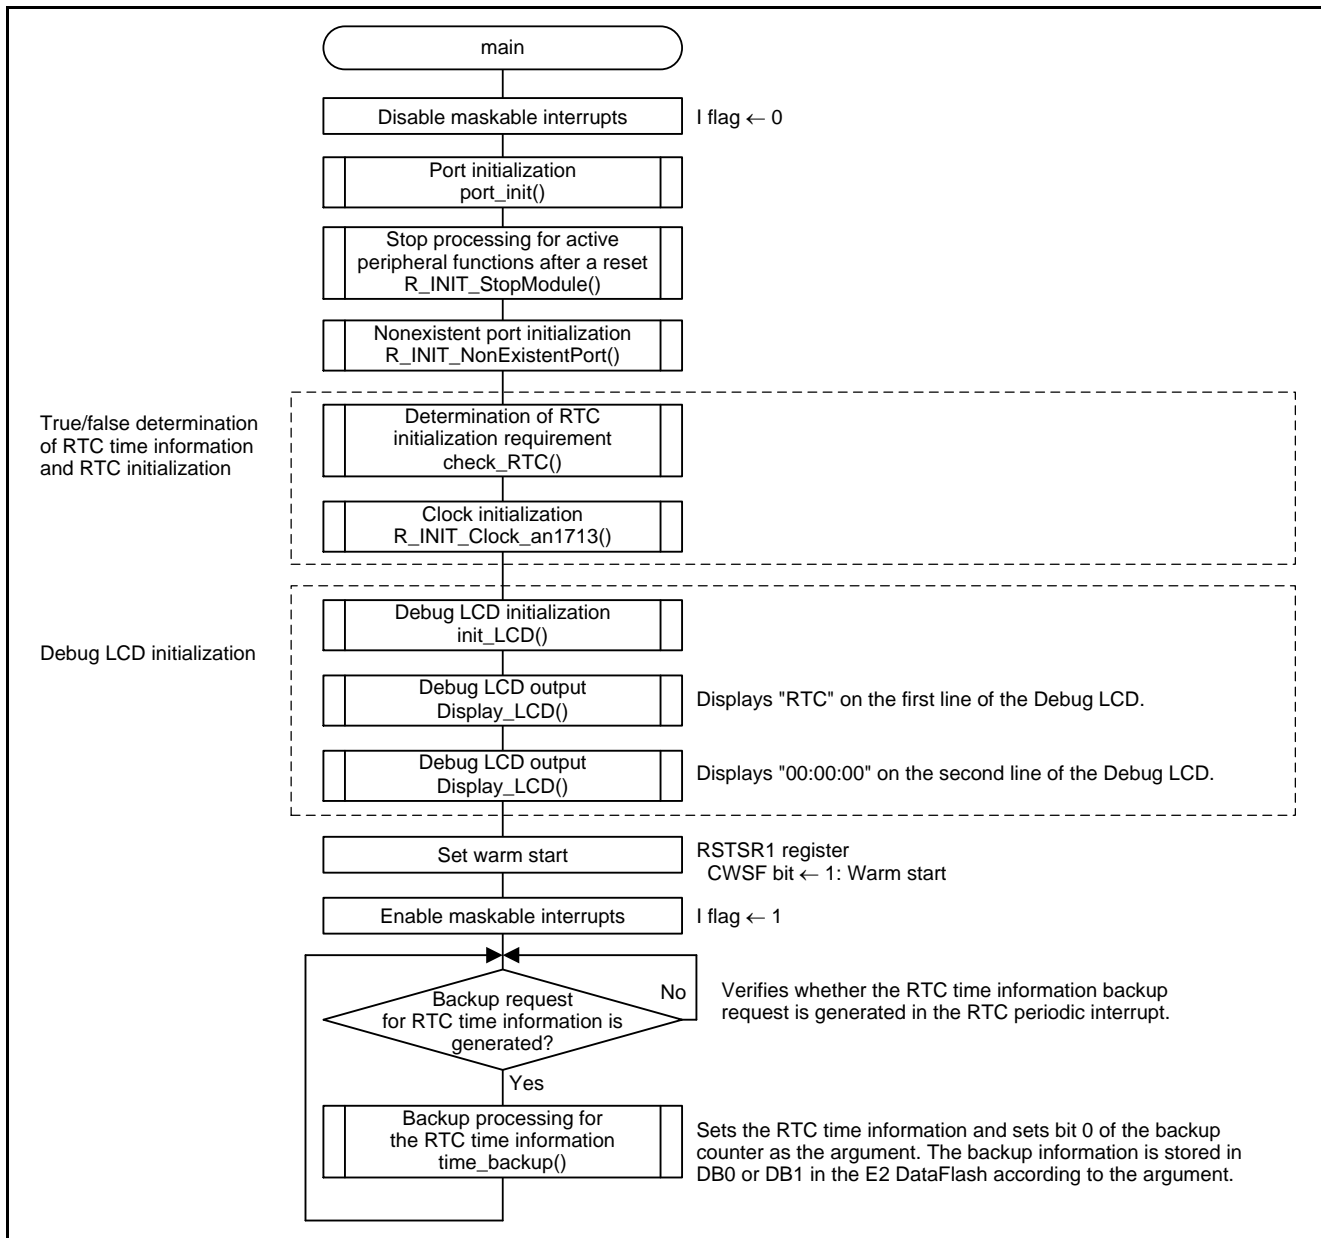 main
Disable maskable interrupts
I flag ← 0
Port initialization
port_init()
Stop processing for active
peripheral functions after a reset
R_INIT_StopModule()
Nonexistent port initialization
R_INIT_NonExistentPort()
True/false determination
of RTC time information
and RTC initialization
Determination of RTC
initialization requirement
check_RTC()
Clock initialization
R_INIT_Clock_an1713()
Debug LCD initialization
Debug LCD initialization
init_LCD()
Debug LCD output
Display_LCD()
Displays "RTC" on the first line of the Debug LCD.
Debug LCD output
Display_LCD()
Displays "00:00:00" on the second line of the Debug LCD.
Set warm start
RSTSR1 register
CWSF bit ← 1: Warm start
Enable maskable interrupts
I flag ← 1
Backup request
for RTC time information is
generated?
No
Verifies whether the RTC time information backup
request is generated in the RTC periodic interrupt.
Yes
Backup processing for
the RTC time information
time_backup()
Sets the RTC time information and sets bit 0 of the backup
counter as the argument. The backup information is stored in
DB0 or DB1 in the E2 DataFlash according to the argument.